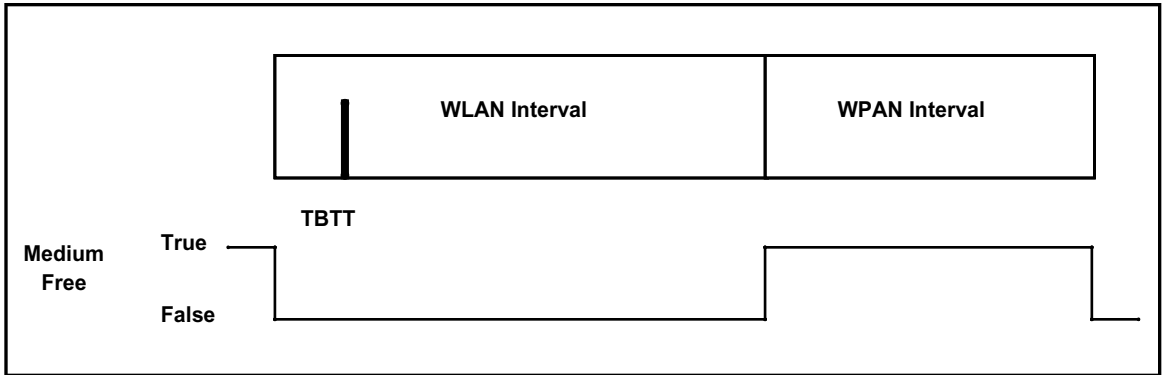 WLAN Interval
WPAN Interval
TBTT
Medium
Free
True
False